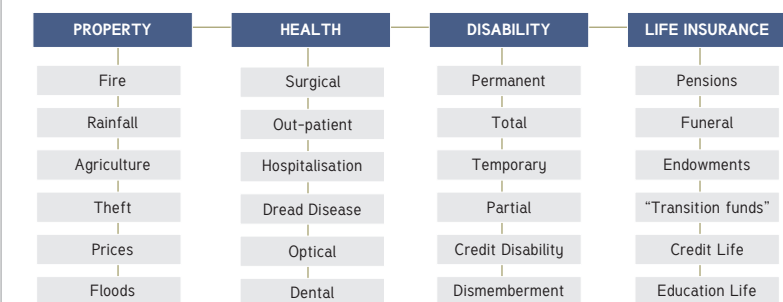 PROPERTY HEALTH DISABILITY LIFE INSURANCE
Fire Surgical Permanent Pensions
Rainfall Out-patient Total Funeral
Agriculture Hospitalisation Temporary Endowments
Theft Dread Disease Partial “Transition funds”
Prices Optical Credit Disability Credit Life
Floods Dental Dismemberment Education Life